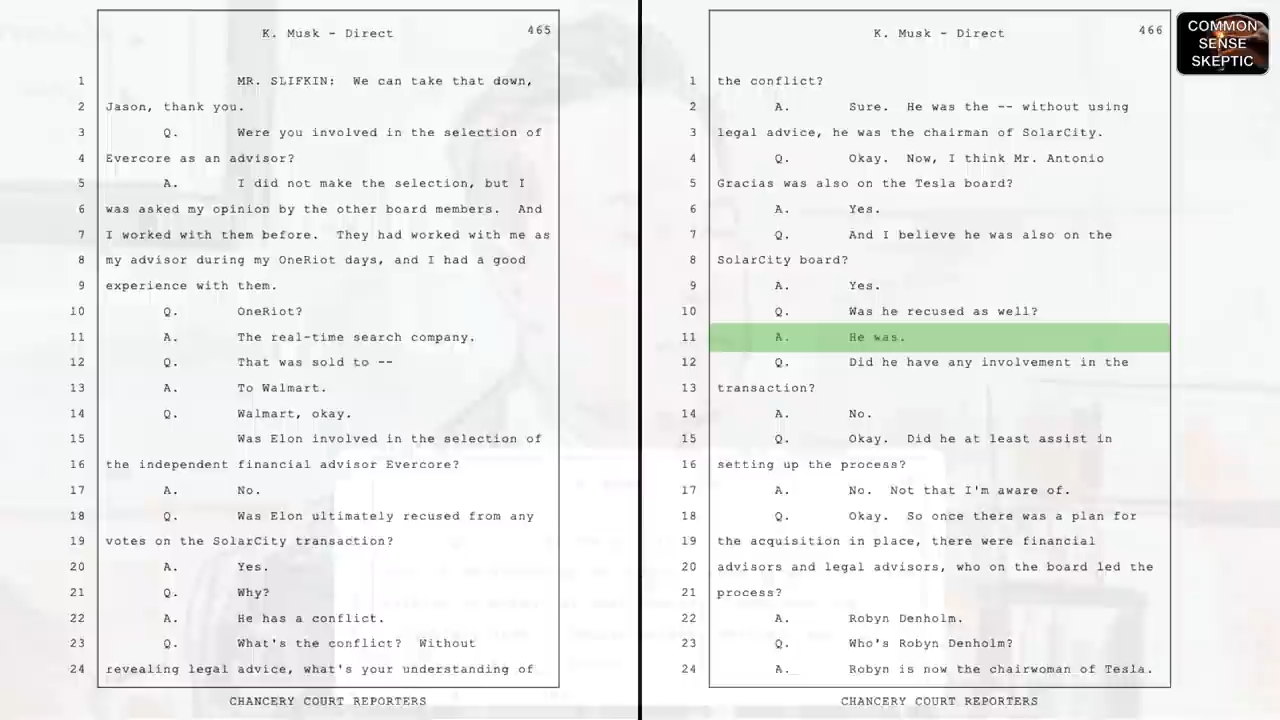 K. Musk - Direct 465
1 MR. SLIFKIN: We can take that down,
2 Jason, thank you.
3 Q. Were you involved in the selection of
4 Evercore as an advisor?
5 A. I did not make the selection, but I
6 was asked my opinion by the other board members. And
7 I worked with them before. They had worked with me as
8 my advisor during my OneRiot days, and I had a good
9 experience with them.
10 Q. OneRiot?
11 A. The real-time search company.
12 Q. That was sold to --
13 A. To Walmart.
14 Q. Walmart, okay.
15 Was Elon involved in the selection of
16 the independent financial advisor Evercore?
17 A. No.
18 Q. Was Elon ultimately recused from any
19 votes on the SolarCity transaction?
20 A. Yes.
21 Q. Why?
22 A. He has a conflict.
23 Q. What's the conflict? Without
24 revealing legal advice, what's your understanding of
CHANCERY COURT REPORTERS
K. Musk - Direct 466
1 the conflict?
2 A. Sure. He was the -- without using
3 legal advice, he was the chairman of SolarCity.
4 Q. Okay. Now, I think Mr. Antonio
5 Gracias was also on the Tesla board?
6 A. Yes.
7 Q. And I believe he was also on the
8 SolarCity board?
9 A. Yes.
10 Q. Was he recused as well?
11 A. He was.
12 Q. Did he have any involvement in the
13 transaction?
14 A. No.
15 Q. Okay. Did he at least assist in
16 setting up the process?
17 A. No. Not that I'm aware of.
18 Q. Okay. So once there was a plan for
19 the acquisition in place, there were financial
20 advisors and legal advisors, who on the board led the
21 process?
22 A. Robyn Denholm.
23 Q. Who's Robyn Denholm?
24 A. Robyn is now the chairwoman of Tesla.
CHANCERY COURT REPORTERS
COMMON
SENSE
SKEPTIC